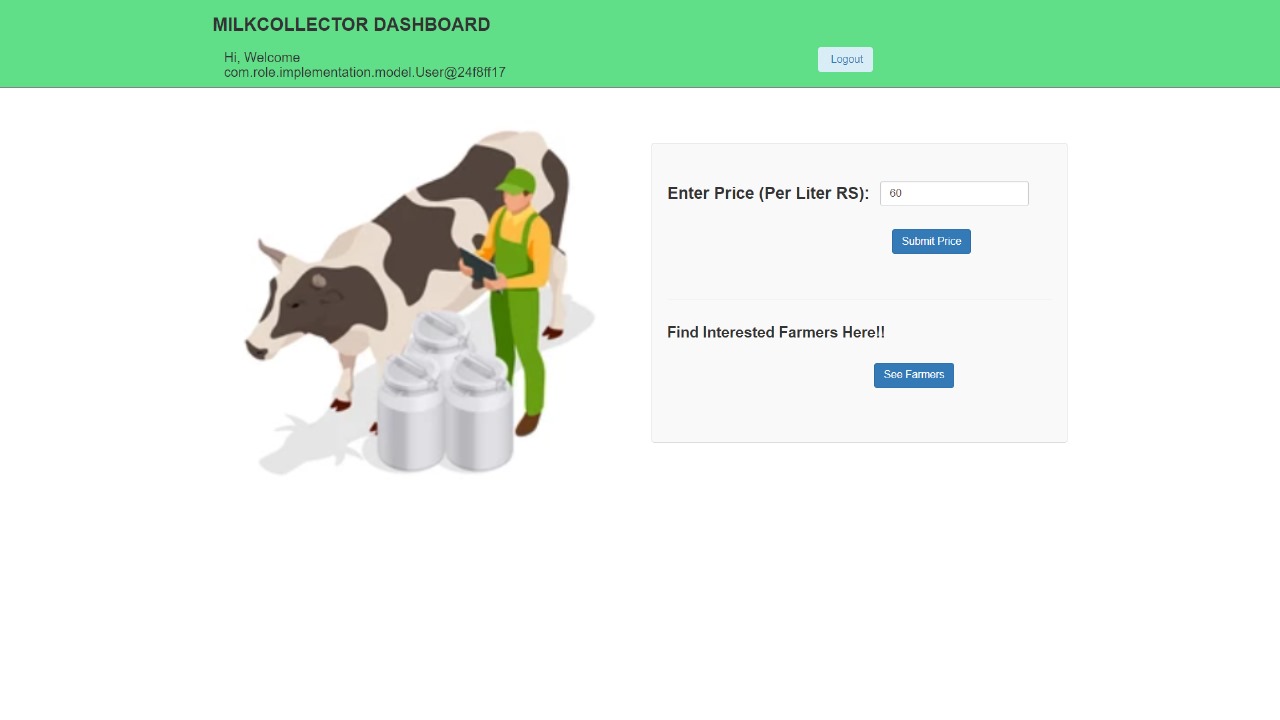 MILKCOLLECTOR DASHBOARD
Hi, Welcome
com.role.implementation.model.User@24f8ff17
Logout
Enter Price (Per Liter RS): 60
Submit Price
Find Interested Farmers Here!!
See Farmers